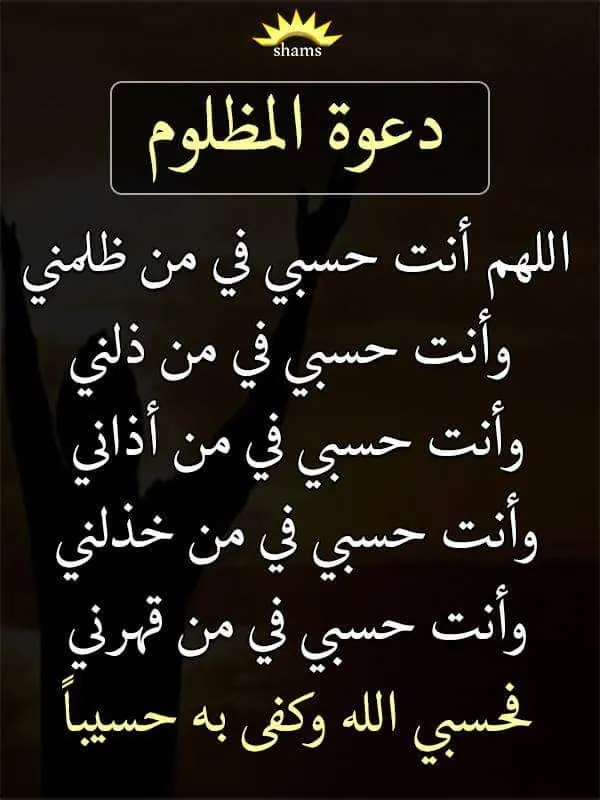 shams
دعوة المظلوم
اللهم أنت حسبي في من ظلمني
وأنت حسبي في من ذلني
وأنت حسبي في من أذاني
وأنت حسبي في من خذلني
وأنت حسبي في من قهرني
فحسبي الله وكفى به حسيباً